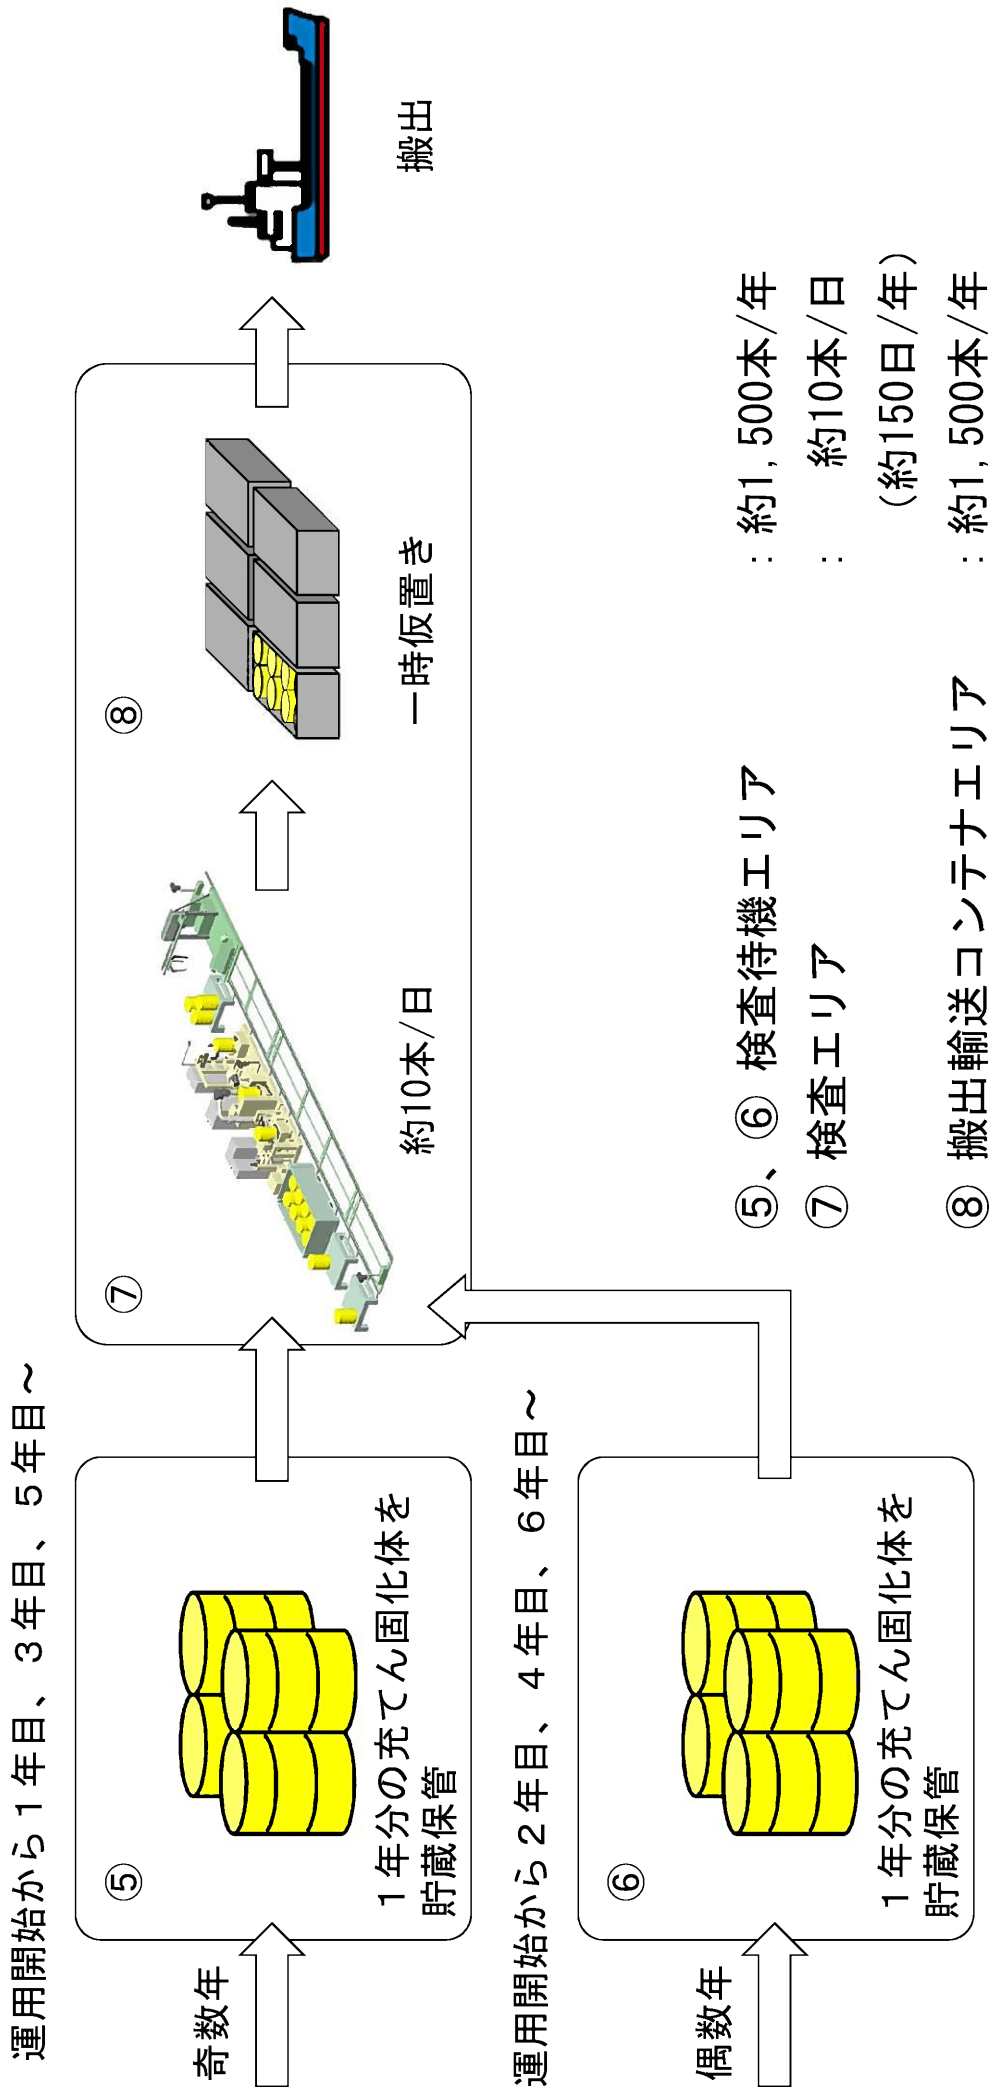 運用開始から１年目、３年目、５年目～
奇数年
⑤
１年分の充てん固化体を
貯蔵保管
⑦
約10本/日
⑧
一時仮置き
搬出
運用開始から２年目、４年目、６年目～
偶数年
⑥
１年分の充てん固化体を
貯蔵保管
⑤、⑥ 検査待機エリア : 約1,500本/年
⑦ 検査エリア : 約10本/日
(約150日/年)
⑧ 搬出輸送コンテナエリア : 約1,500本/年